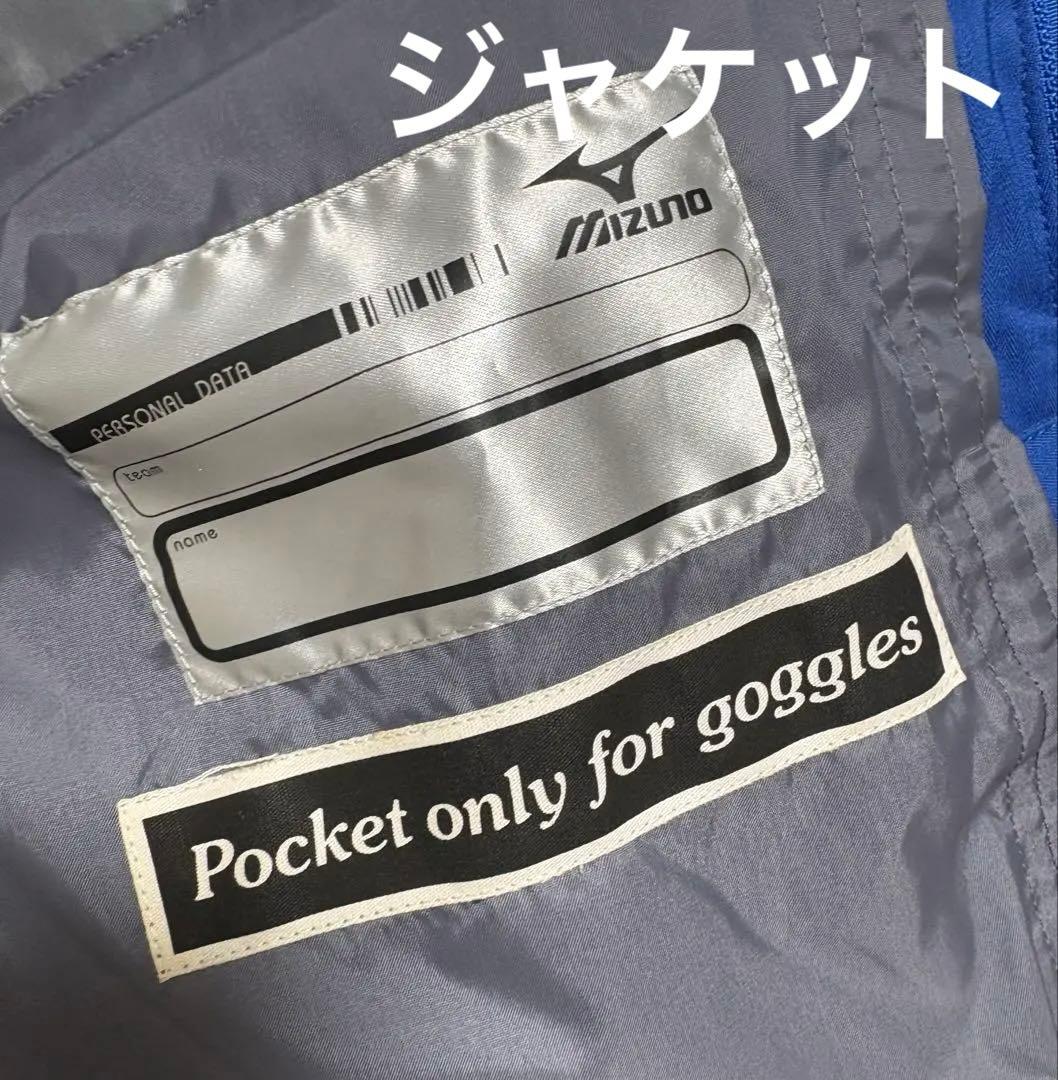 ジャケット
MIZUNO
PERSONAL DATA
team
name
Pocket only for goggles